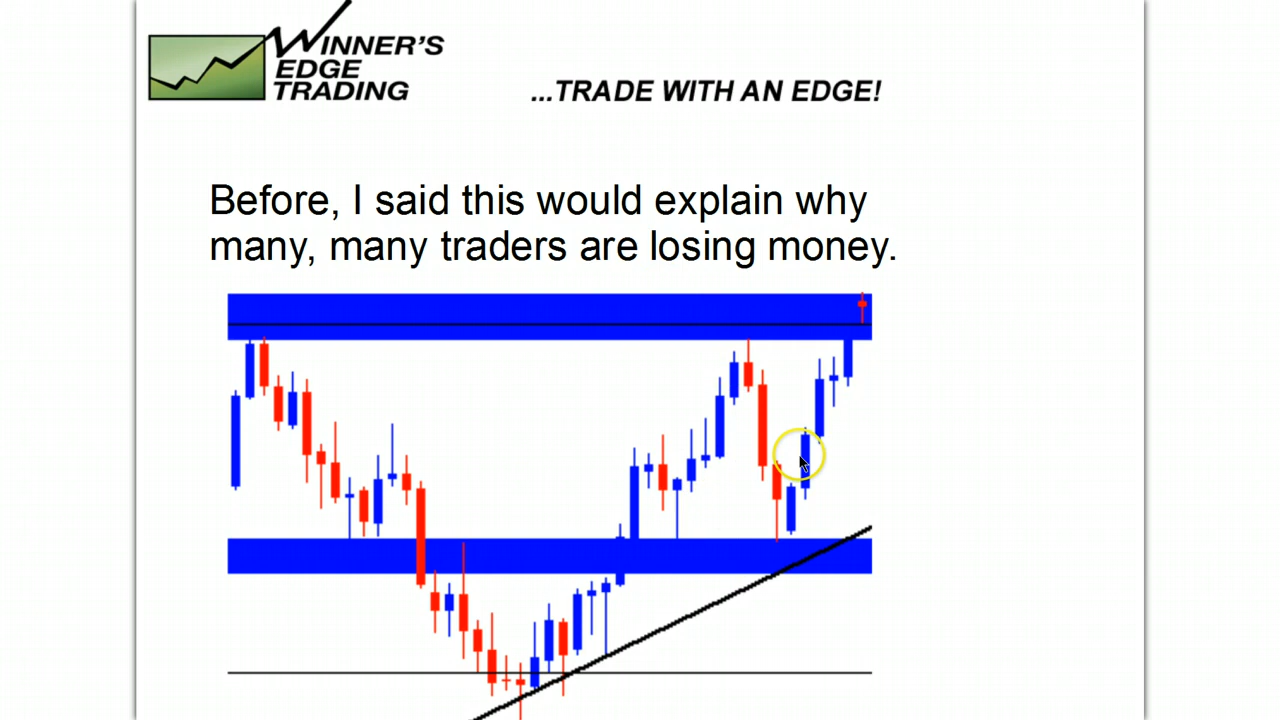 WINNER'S
EDGE
TRADING
...TRADE WITH AN EDGE!
Before, I said this would explain why
many, many traders are losing money.